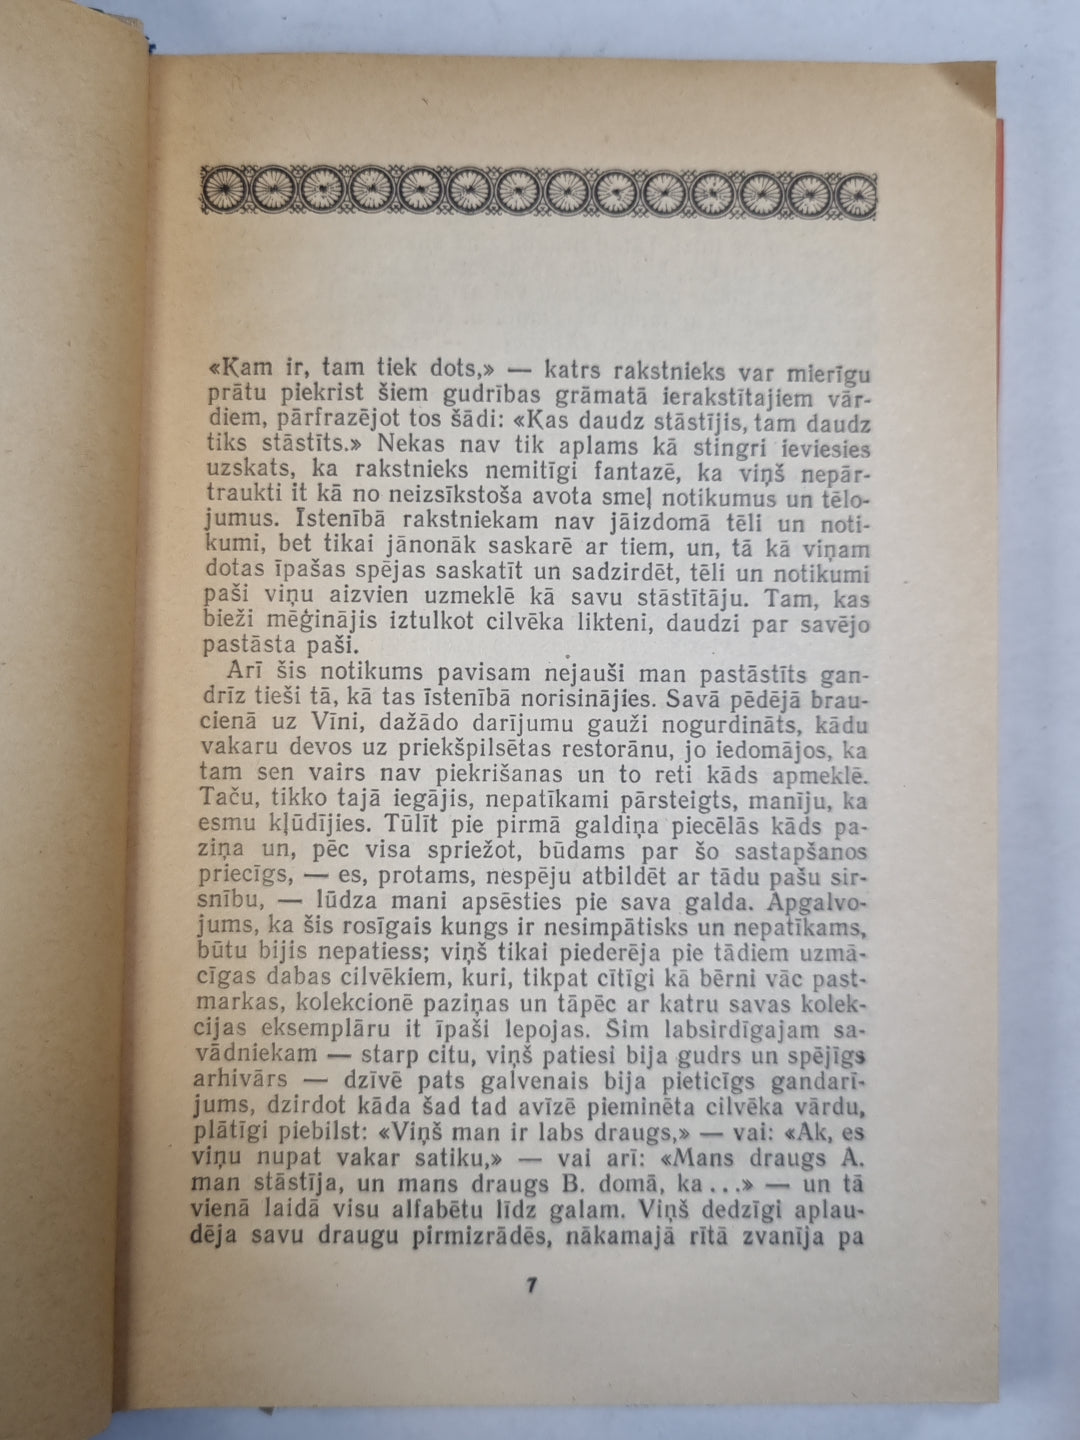 «Kam ir, tam tiek dots,» — katrs rakstnieks var mierīgu
prātu piekrist šiem gudrības grāmatā ierakstītajiem vār-
diem, pārfrazējot tos šādi: «Kas daudz stāstījis, tam daudz
tiks stāstīts.» Nekas nav tik aplams kā stingri ieviesies
uzskats, ka rakstnieks nemitīgi fantazē, ka viņš nepār-
traukti it kā no neizsīkstoša avota smeļ notikumus un tēlo-
jumus. Īstenībā rakstniekam nav jāizdomā tēli un noti-
kumi, bet tikai jānonāk saskarē ar tiem, un, tā kā viņam
dotas īpašas spējas saskatīt un sadzirdēt, tēli un notikumi
paši viņu aizvien uzmeklē kā savu stāstītāju. Tam, kas
bieži mēģinājis iztulkot cilvēka likteni, daudzi par savējo
pastāsta paši.
Arī šis notikums pavisam nejauši man pastāstīts gan-
drīz tieši tā, kā tas īstenībā norisinājies. Savā pēdējā brau-
cienā uz Vīni, dažādo darījumu gauži nogurdināts, kādu
vakaru devos uz priekšpilsētas restorānu, jo iedomājos, ka
tam sen vairs nav piekrišanas un to reti kāds apmeklē.
Taču, tikko tajā iegājis, nepatīkami pārsteigts, manīju, ka
esmu kļūdījies. Tūlīt pie pirmā galdiņa piecēlās kāds pa-
ziņa un, pēc visa spriežot, būdams par šo sastapšanos
priecīgs, — es, protams, nespēju atbildēt ar tādu pašu sir-
snību, — lūdza mani apsēsties pie sava galda. Apgalvo-
jums, ka šis rosīgais kungs ir nesimpātisks un nepatīkams,
būtu bijis nepatiess; viņš tikai piederēja pie tādiem uzmā-
cīgas dabas cilvēkiem, kuri, tikpat cītīgi kā bērni vāc past-
markas, kolekcionē paziņas un tāpēc ar katru savas kolek-
cijas eksemplāru it īpaši lepojas. Šim labsirdīgajam sa-
vādniekam — starp citu, viņš patiesi bija gudrs un spējīgs
arhivārs — dzīvē pats galvenais bija pieticīgs gandarī-
jums, dzirdot kāda šad tad avīzē pieminēta cilvēka vārdu,
plātīgi piebilst: «Viņš man ir labs draugs,» — vai: «Ak, es
viņu nupat vakar satiku,» — vai arī: «Mans draugs A.
man stāstīja, un mans draugs B. domā, ka...» — un tā
vienā laidā visu alfabētu līdz galam. Viņš dedzīgi aplau-
dēja savu draugu pirmizrādēs, nākamajā rītā zvanīja pa
7